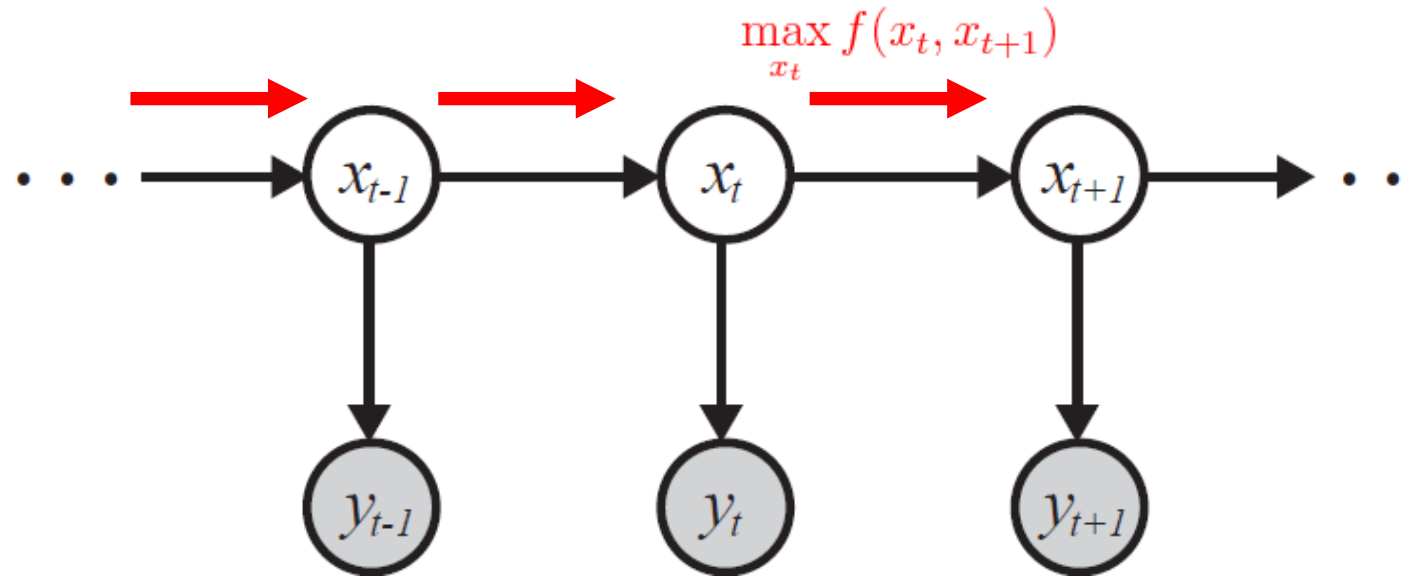 max f(x_t, x_{t+1})
x_t
· · · x_{t-1} x_t x_{t+1} · ·
y_{t-1} y_t y_{t+1}